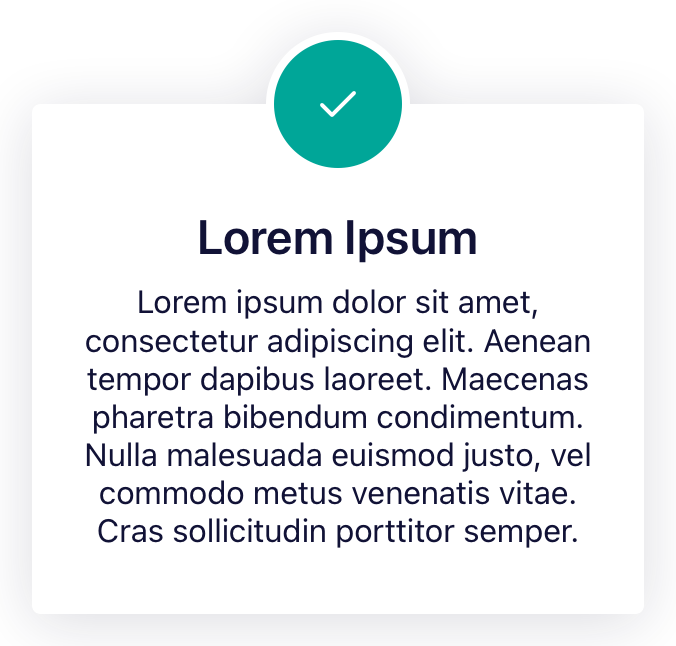 Lorem Ipsum
Lorem ipsum dolor sit amet,
consectetur adipiscing elit. Aenean
tempor dapibus laoreet. Maecenas
pharetra bibendum condimentum.
Nulla malesuada euismod justo, vel
commodo metus venenatis vitae.
Cras sollicitudin porttitor semper.